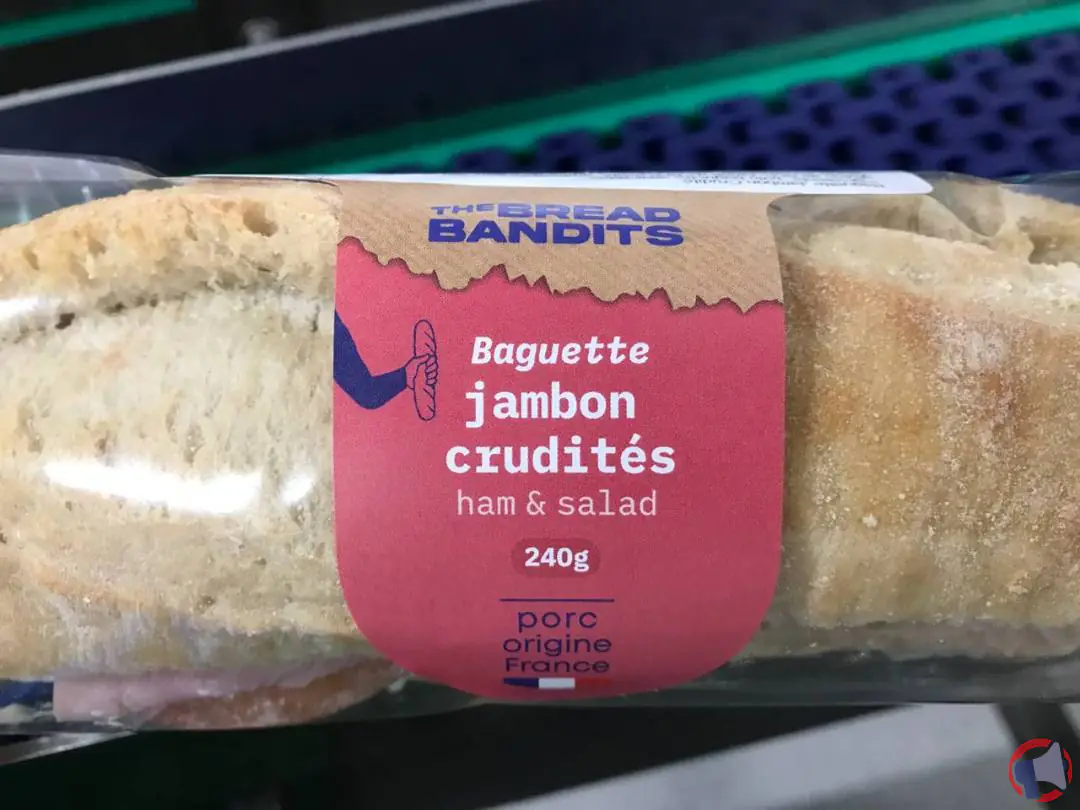 THE BREAD
BANDITS
Baguette
jambon
crudités
ham & salad
240g
porc
origine
France